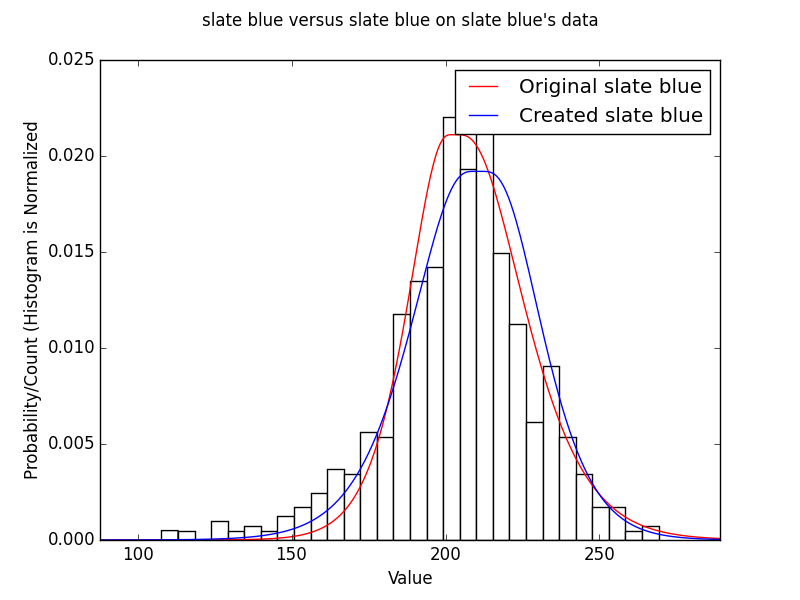 slate blue versus slate blue on slate blue's data
Original slate blue
Created slate blue
Probability/Count (Histogram is Normalized
0.025
0.020
0.015
0.010
0.005
0.000
100 150 200 250
Value